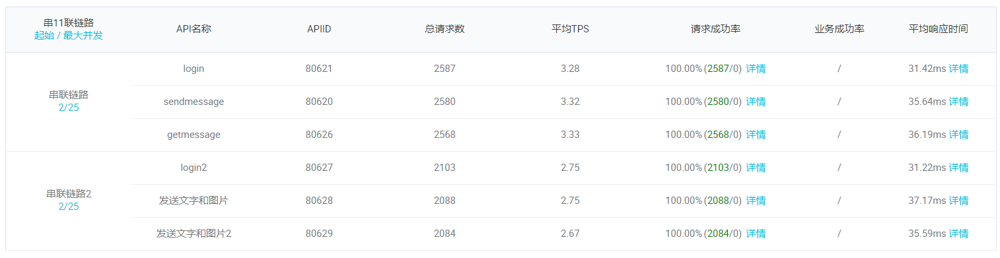 串11联链路
起始 / 最大并发
API名称
APIID
总请求数
平均TPS
请求成功率
业务成功率
平均响应时间
串联链路
2/25
login
80621
2587
3.28
100.00% (2587/0) 详情
/
31.42ms 详情
sendmessage
80620
2580
3.32
100.00% (2580/0) 详情
/
35.64ms 详情
getmessage
80626
2568
3.33
100.00% (2568/0) 详情
/
36.19ms 详情
串联链路2
2/25
login2
80627
2103
2.75
100.00% (2103/0) 详情
/
31.22ms 详情
发送文字和图片
80628
2088
2.75
100.00% (2088/0) 详情
/
37.17ms 详情
发送文字和图片2
80629
2084
2.67
100.00% (2084/0) 详情
/
35.59ms 详情